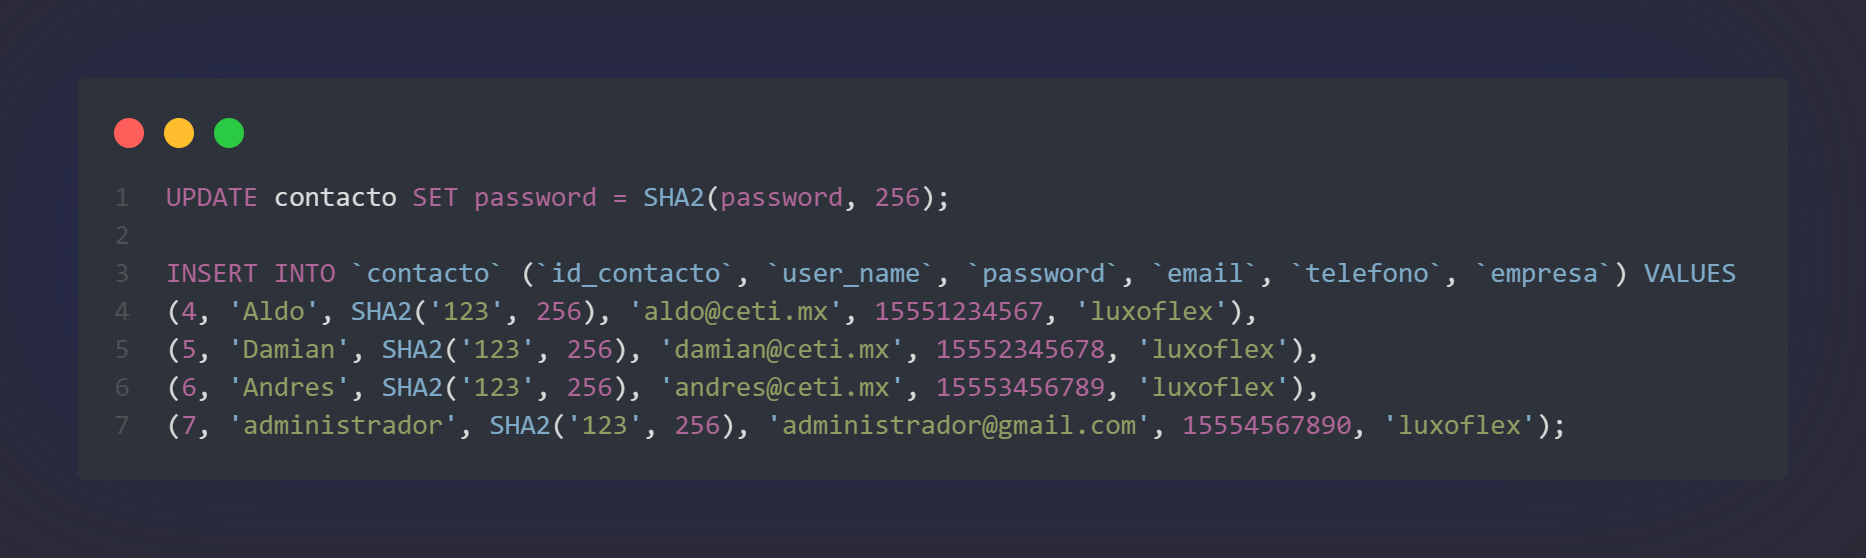 1 UPDATE contacto SET password = SHA2(password, 256);
2
3 INSERT INTO `contacto` (`id_contacto`, `user_name`, `password`, `email`, `telefono`, `empresa`) VALUES
4 (4, 'Aldo', SHA2('123', 256), 'aldo@ceti.mx', 15551234567, 'luxoflex'),
5 (5, 'Damian', SHA2('123', 256), 'damian@ceti.mx', 15552345678, 'luxoflex'),
6 (6, 'Andres', SHA2('123', 256), 'andres@ceti.mx', 15553456789, 'luxoflex'),
7 (7, 'administrador', SHA2('123', 256), 'administrador@gmail.com', 15554567890, 'luxoflex');